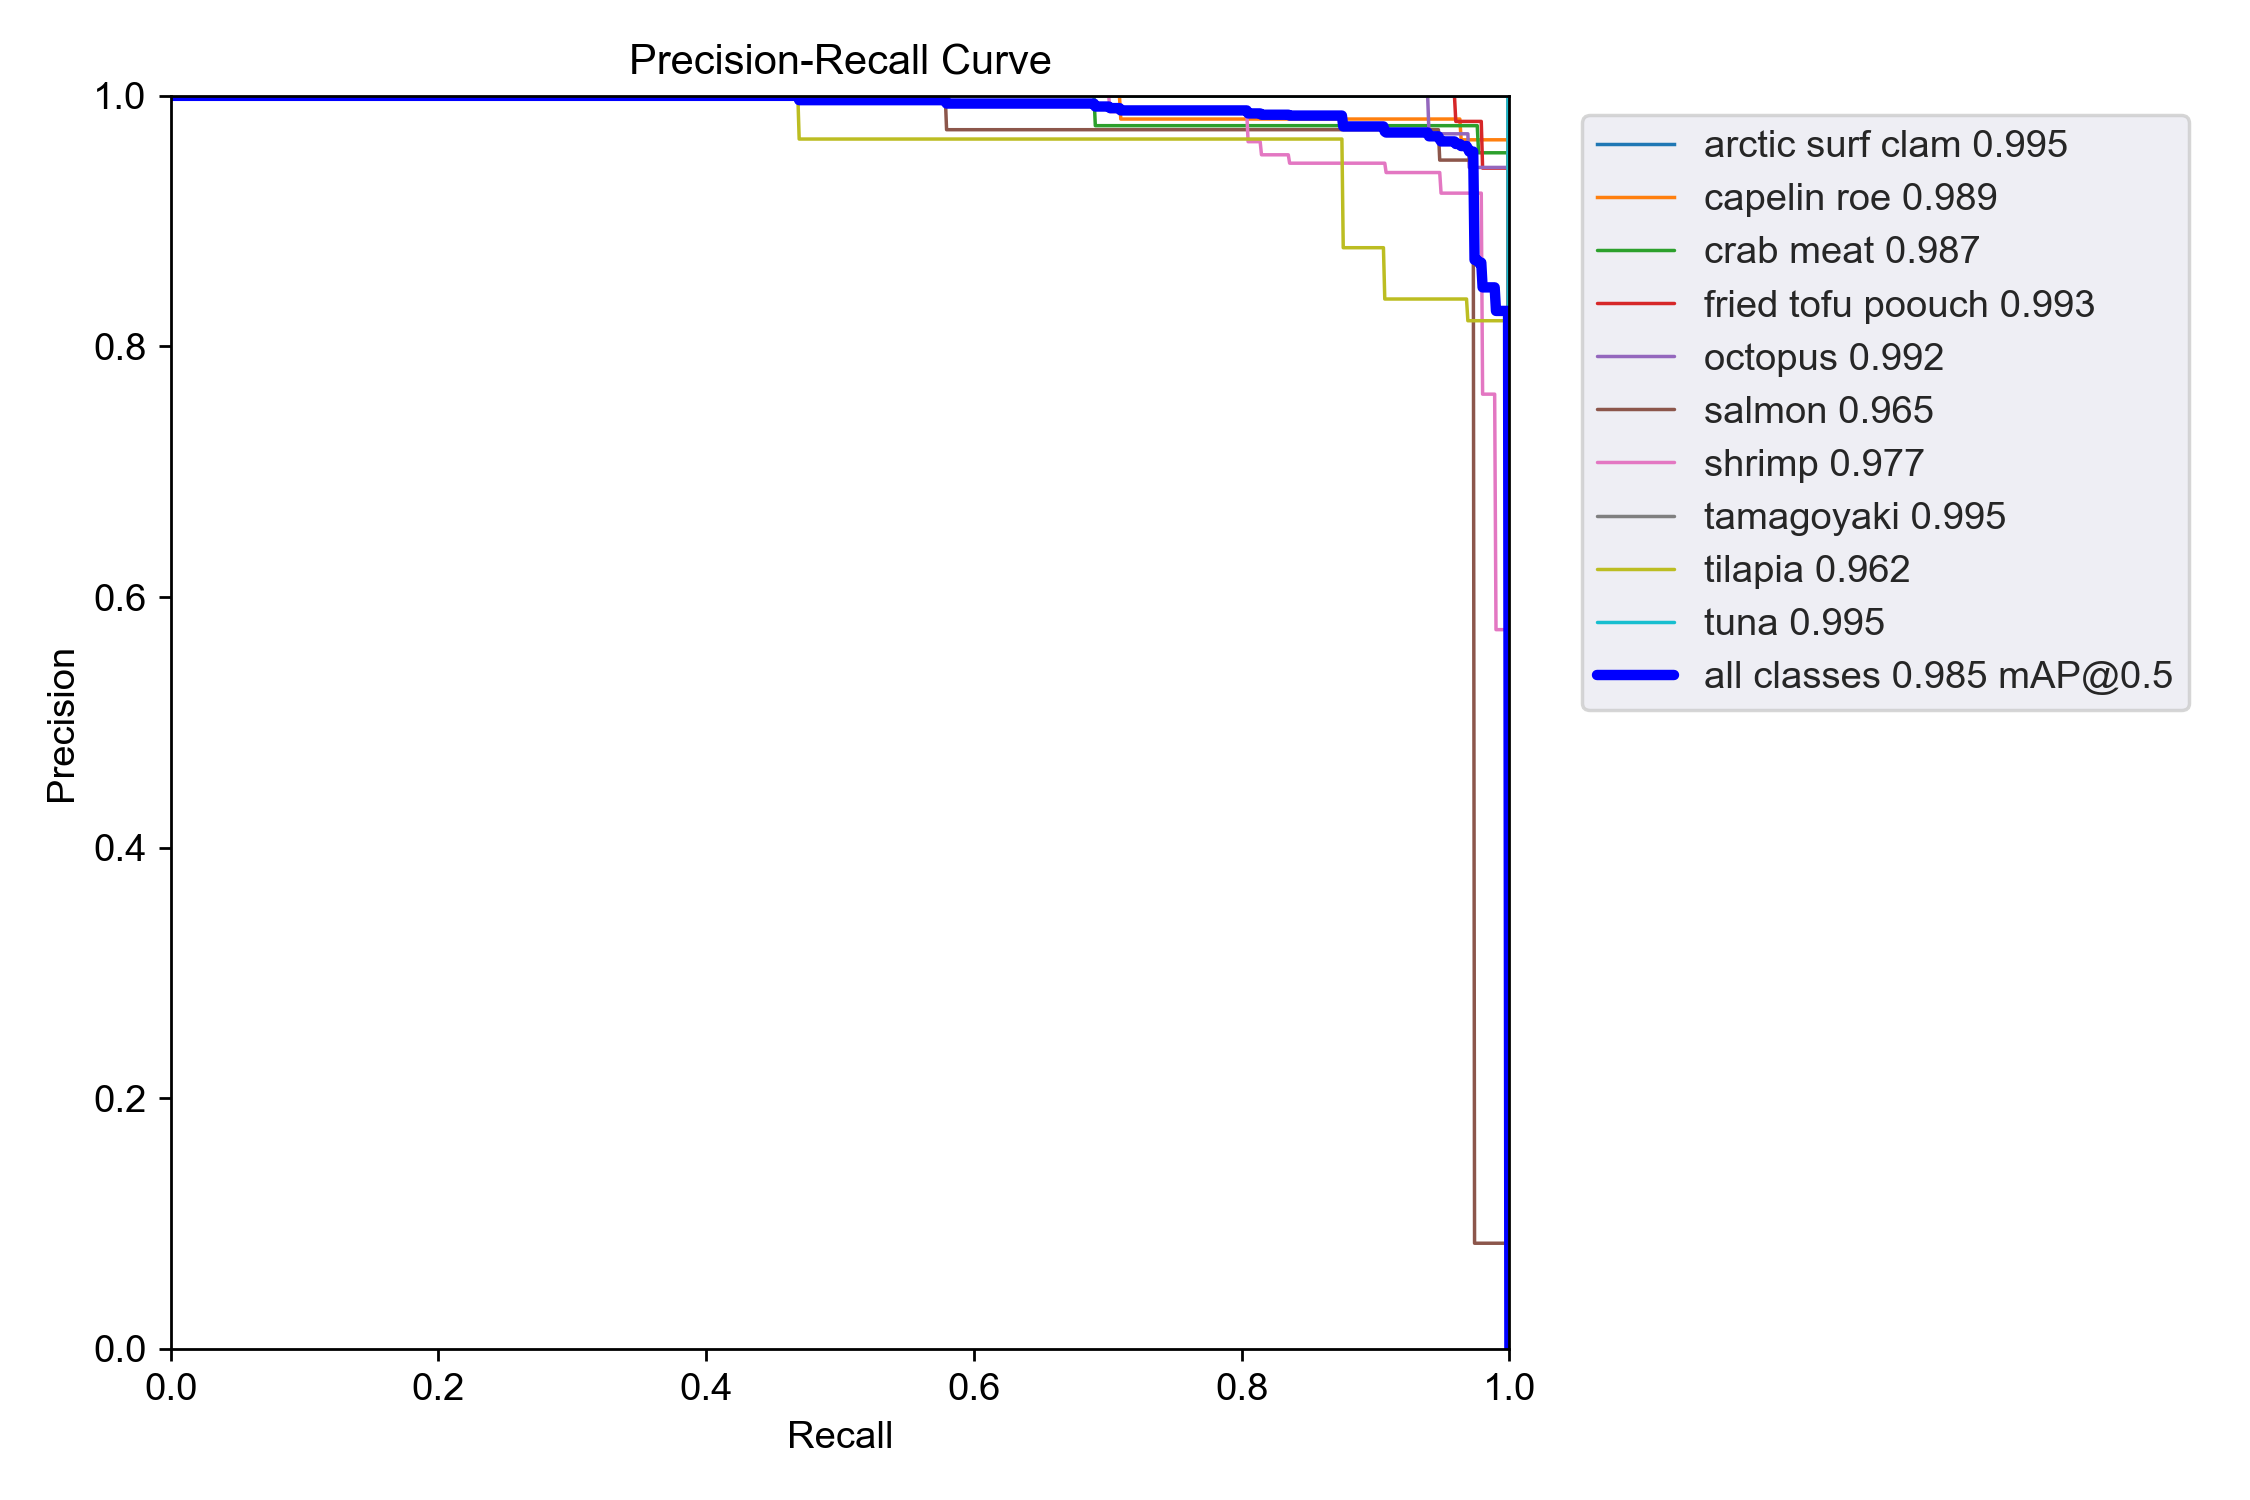 Precision-Recall Curve
1.0
0.8
0.6
0.4
0.2
0.0
Precision
0.0 0.2 0.4 0.6 0.8 1.0
Recall
arctic surf clam 0.995
capelin roe 0.989
crab meat 0.987
fried tofu poouch 0.993
octopus 0.992
salmon 0.965
shrimp 0.977
tamagoyaki 0.995
tilapia 0.962
tuna 0.995
all classes 0.985 mAP@0.5